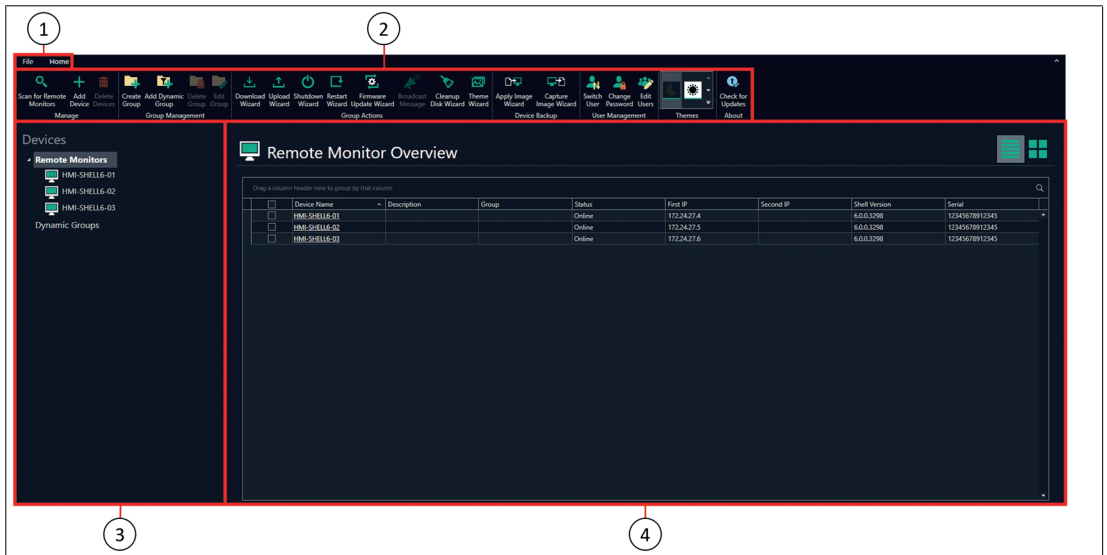 1
2
File Home
Scan for Remote Monitors
Add Device
Delete Devices
Manage
Create Group
Add Dynamic Group
Delete Group
Edit Group
Group Management
Download Wizard
Upload Wizard
Shutdown Wizard
Restart Wizard
Firmware Update Wizard
Broadcast Message
Cleanup Disk Wizard
Theme Wizard
Group Actions
Apply Image Wizard
Capture Image Wizard
Device Backup
Switch User
Change Password
Edit Users
User Management
Themes
Check for Updates
About
Devices
Remote Monitors
HMI-SHELL6-01
HMI-SHELL6-02
HMI-SHELL6-03
Dynamic Groups
Remote Monitor Overview
Drag a column header here to group by that column
Device Name Description Group Status First IP Second IP Shell Version Serial
HMI-SHELL6-01 Online 172.24.27.4 6.0.0.3298 12345678912345
HMI-SHELL6-02 Online 172.24.27.5 6.0.0.3298 12345678912345
HMI-SHELL6-03 Online 172.24.27.6 6.0.0.3298 12345678912345
3
4